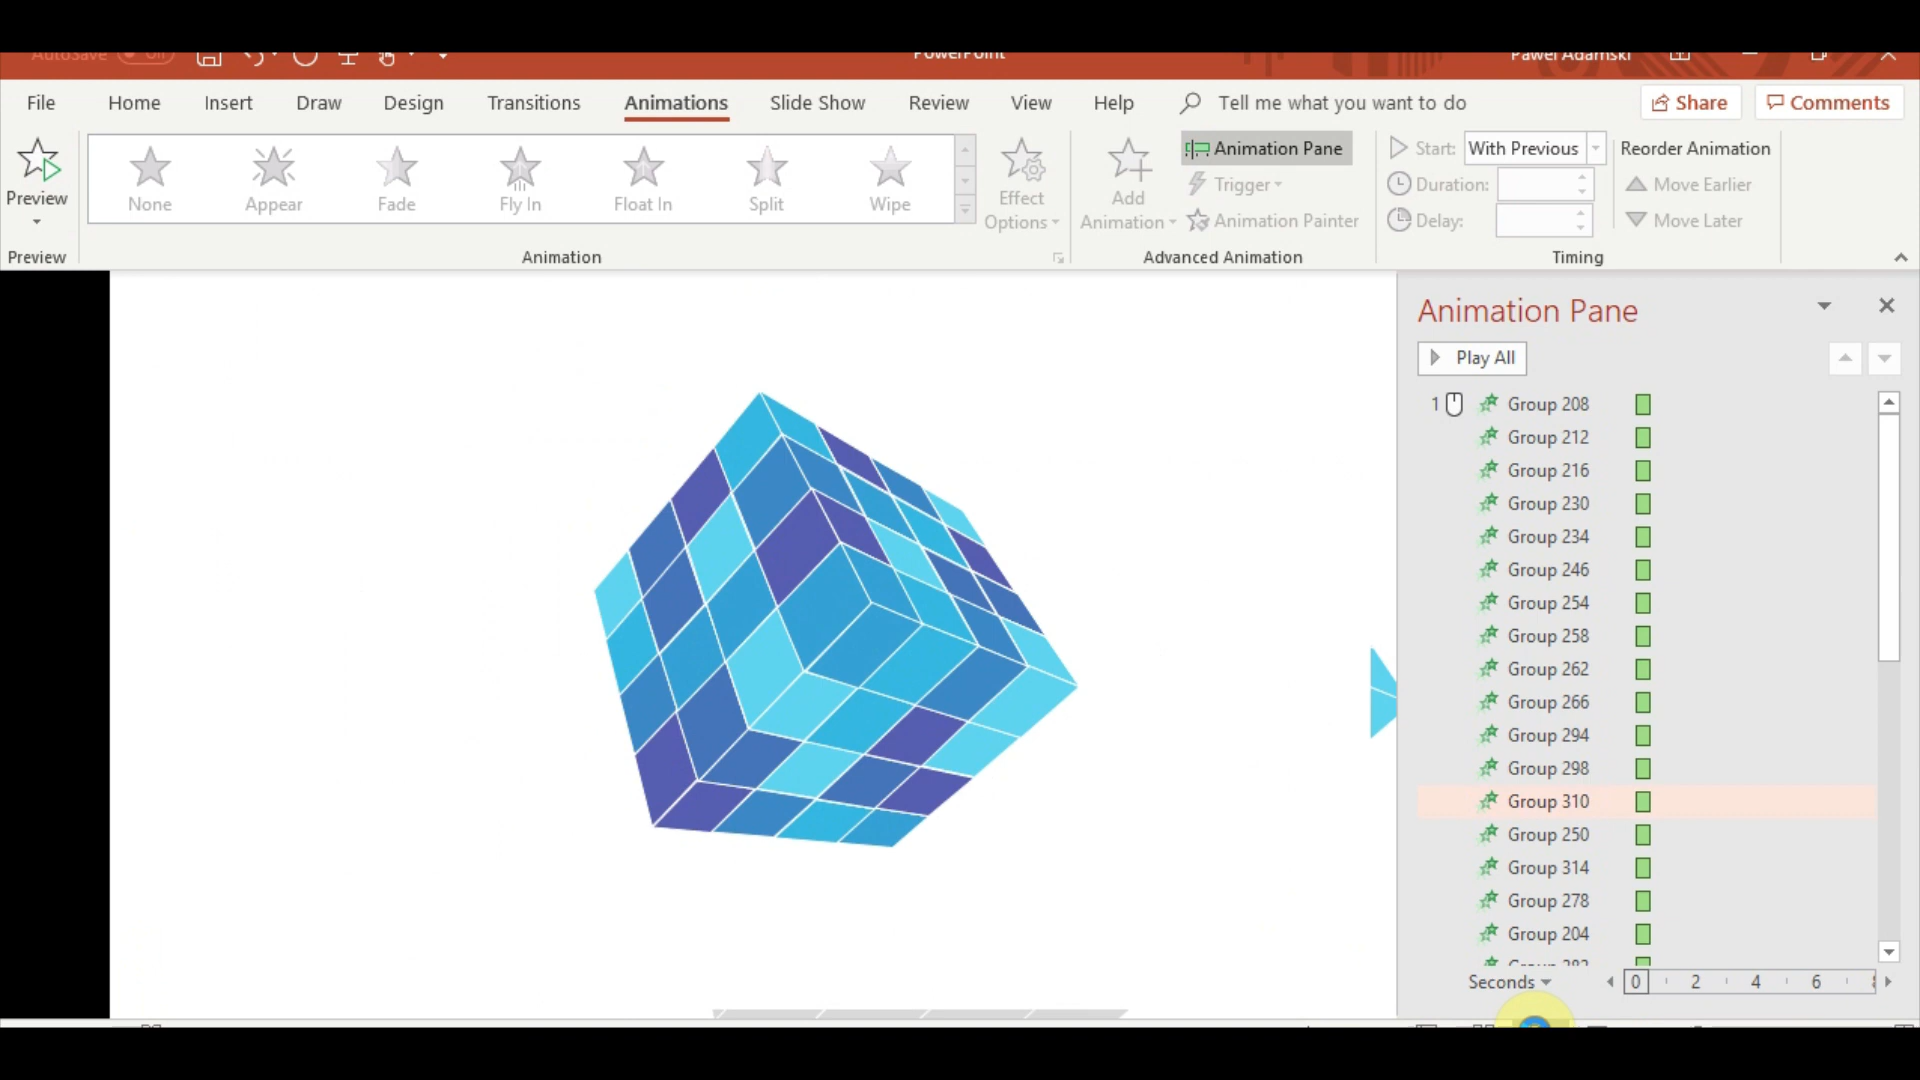 AutoSave Off PowerPoint Paweł Adamski
File Home Insert Draw Design Transitions Animations Slide Show Review View Help Tell me what you want to do Share Comments
Preview
Preview
None Appear Fade Fly In Float In Split Wipe
Animation
Effect
Options
Add
Animation
Animation Pane
Trigger
Animation Painter
Advanced Animation
Start: With Previous
Duration:
Delay:
Timing
Reorder Animation
Move Earlier
Move Later
Animation Pane
Play All
1 Group 208
Group 212
Group 216
Group 230
Group 234
Group 246
Group 254
Group 258
Group 262
Group 266
Group 294
Group 298
Group 310
Group 250
Group 314
Group 278
Group 204
Seconds 0 2 4 6